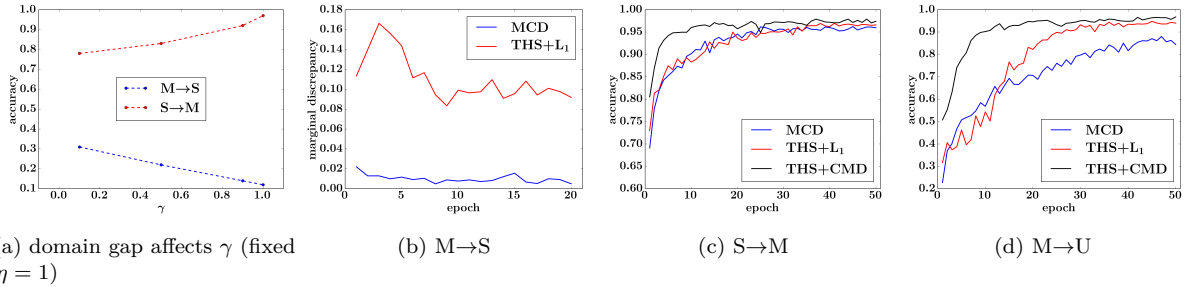 1.0
0.9
0.8
0.7
0.6
0.5
0.4
0.3
0.2
0.1
accuracy
M→S
S→M
0.0 0.2 0.4 0.6 0.8 1.0
γ
0.18
0.16
0.14
0.12
0.10
0.08
0.06
0.04
0.02
0.00
marginal discrepancy
MCD
THS+L₁
0 5 10 15 20
epoch
1.00
0.95
0.90
0.85
0.80
0.75
0.70
0.65
0.60
accuracy
MCD
THS+L₁
THS+CMD
0 10 20 30 40 50
epoch
1.0
0.9
0.8
0.7
0.6
0.5
0.4
0.3
0.2
accuracy
MCD
THS+L₁
THS+CMD
0 10 20 30 40 50
epoch
a) domain gap affects γ (fixed
η = 1)
(b) M→S
(c) S→M
(d) M→U